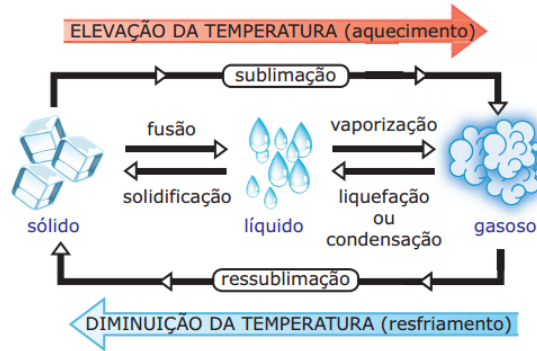 ELEVAÇÃO DA TEMPERATURA (aquecimento)
sublimação
fusão
vaporização
solidificação
liquefação
ou
condensação
sólido
líquido
gasoso
ressublimação
DIMINUIÇÃO DA TEMPERATURA (resfriamento)